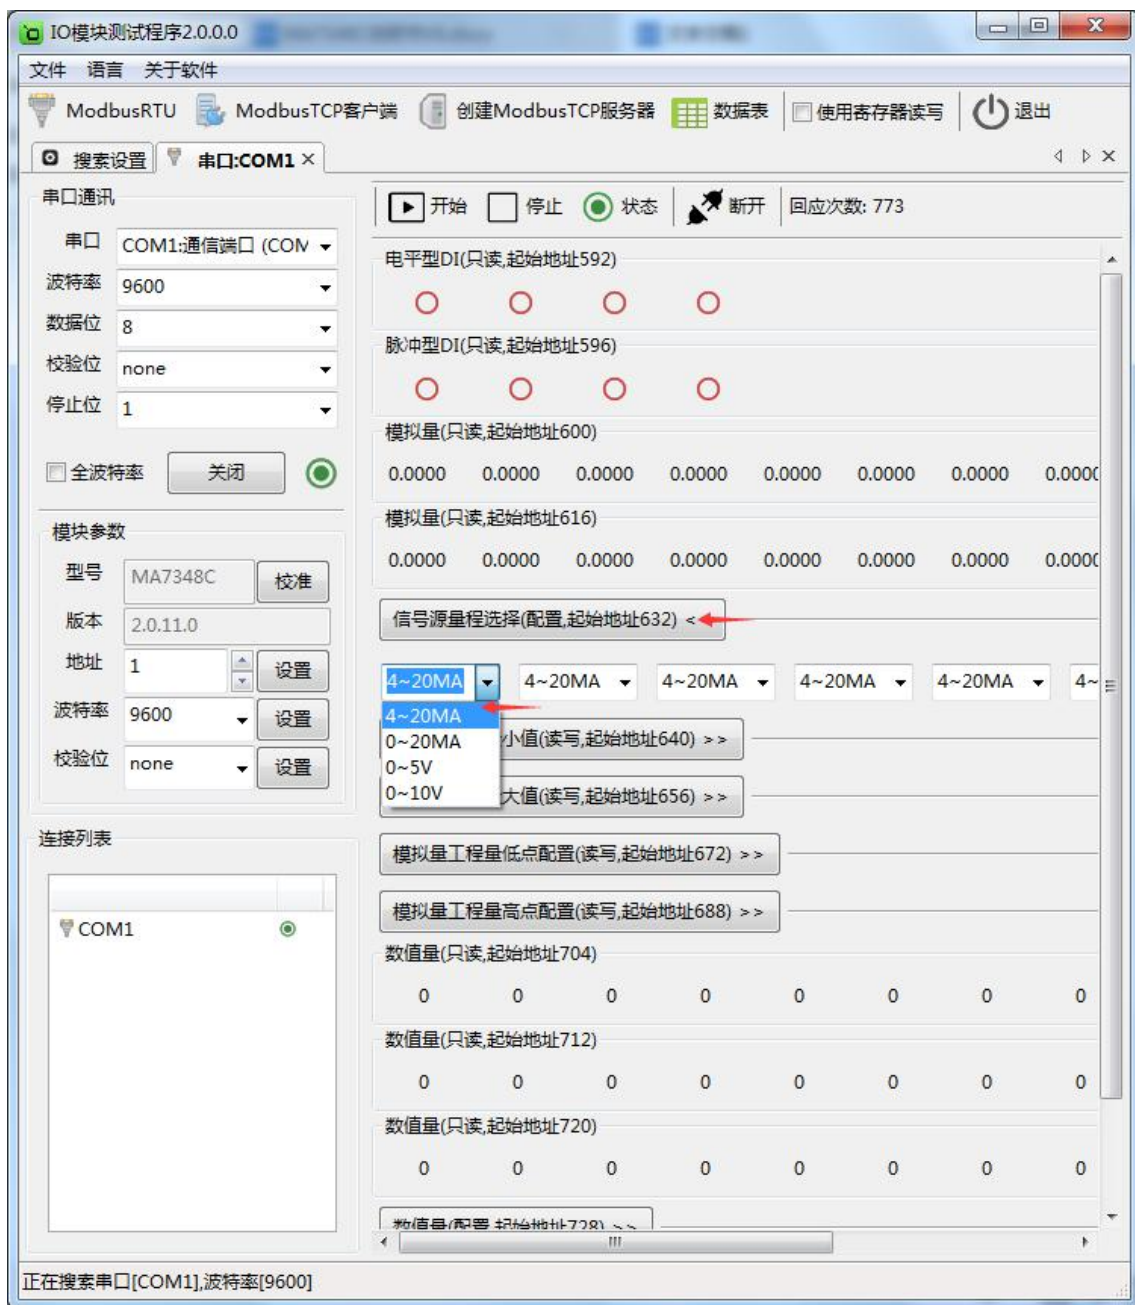 IO模块测试程序2.0.0.0
文件 语言 关于软件
ModbusRTU ModbusTCP客户端 创建ModbusTCP服务器 数据表 使用寄存器读写 退出
搜索设置 串口:COM1
串口通讯
串口 COM1:通信端口 (COM
波特率 9600
数据位 8
校验位 none
停止位 1
全波特率 关闭
模块参数
型号 MA7348C 校准
版本 2.0.11.0
地址 1 设置
波特率 9600 设置
校验位 none 设置
连接列表
COM1
开始 停止 状态 断开 回应次数: 773
电平型DI(只读,起始地址592)
脉冲型DI(只读,起始地址596)
模拟量(只读,起始地址600)
0.0000 0.0000 0.0000 0.0000 0.0000 0.0000 0.0000 0.000
模拟量(只读,起始地址616)
0.0000 0.0000 0.0000 0.0000 0.0000 0.0000 0.0000 0.000
信号源量程选择(配置,起始地址632) <
4~20MA 4~20MA 4~20MA 4~20MA 4~20MA 4~
4~20MA
0~20MA
0~5V
0~10V
小值(读写,起始地址640) >>
大值(读写,起始地址656) >>
模拟量工程量低点配置(读写,起始地址672) >>
模拟量工程量高点配置(读写,起始地址688) >>
数值量(只读,起始地址704)
0 0 0 0 0 0 0 0
数值量(只读,起始地址712)
0 0 0 0 0 0 0 0
数值量(只读,起始地址720)
0 0 0 0 0 0 0 0
数值量(配置,起始地址728) >>
正在搜索串口[COM1],波特率[9600]